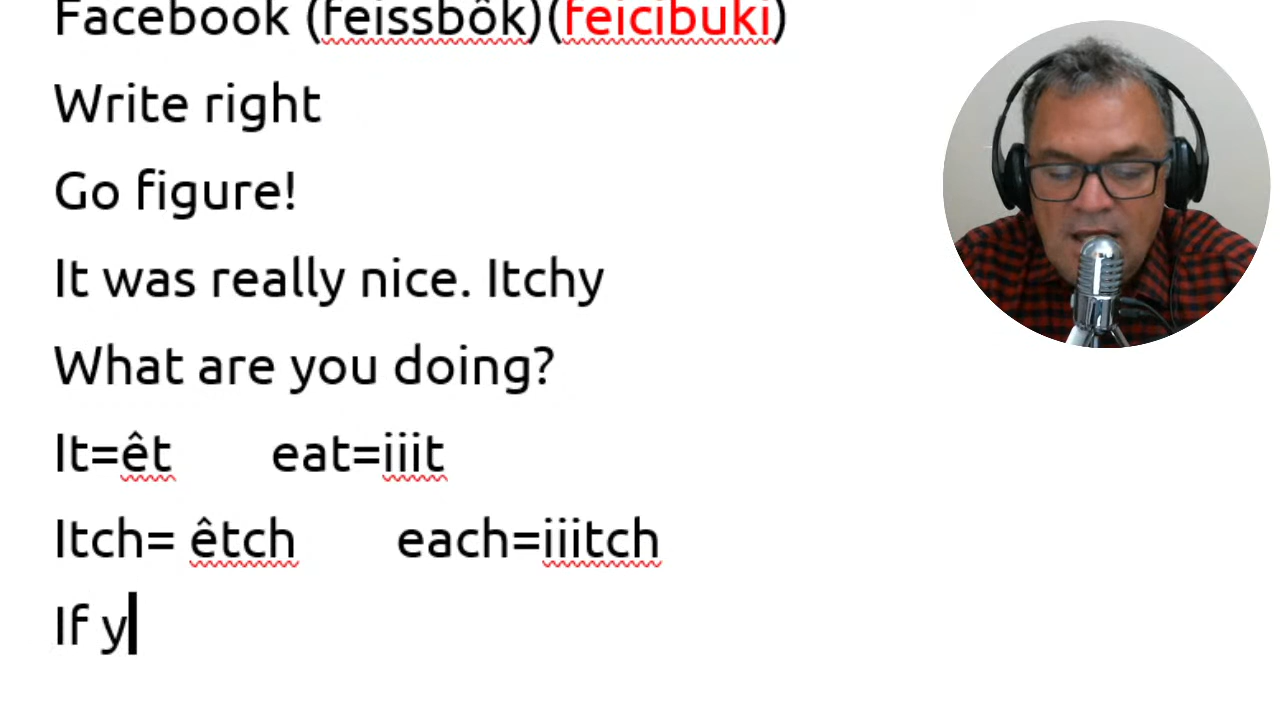 Facebook (feissbôk)(feicibuki)
Write right
Go figure!
It was really nice. Itchy
What are you doing?
It=êt eat=iiit
Itch= êtch each=iiitch
If y